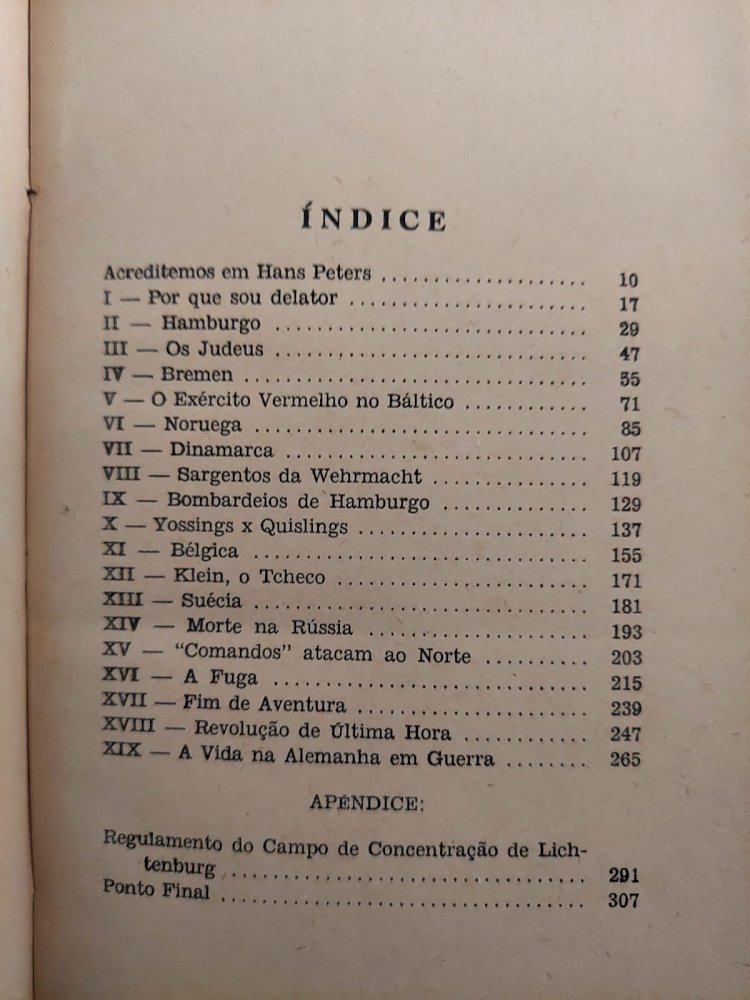 ÍNDICE
Acreditemos em Hans Peters ..................... 10
I — Por que sou delator ......................... 17
II — Hamburgo ................................ 29
III — Os Judeus ................................ 47
IV — Bremen ................................... 55
V — O Exército Vermelho no Báltico ............. 71
VI — Noruega .................................. 85
VII — Dinamarca ............................... 107
VIII — Sargentos da Wehrmacht ................ 119
IX — Bombardeios de Hamburgo ............... 129
X — Yossings x Quislings ....................... 137
XI — Bélgica ................................... 155
XII — Klein, o Tcheco .......................... 171
XIII — Suécia .................................. 181
XIV — Morte na Rússia ....................... 193
XV — "Comandos" atacam ao Norte .......... 203
XVI — A Fuga ................................. 215
XVII — Fim de Aventura ........................ 239
XVIII — Revolução de Última Hora ............. 247
XIX — A Vida na Alemanha em Guerra ........ 265
APÉNDICE:
Regulamento do Campo de Concentração de Lich-
tenburg .................................... 291
Ponto Final ..................................... 307